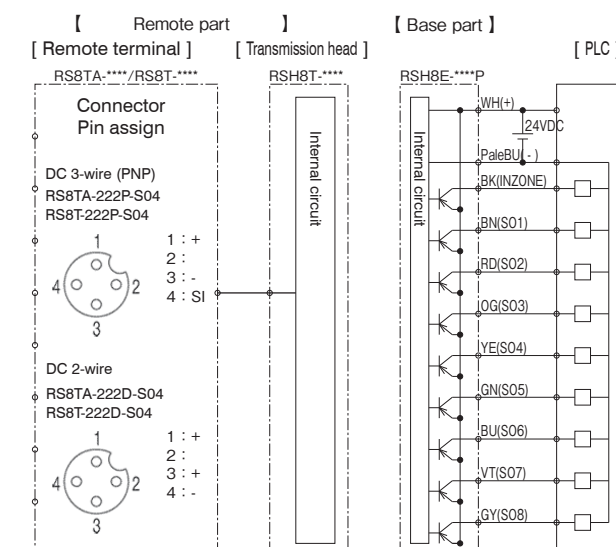 【 Remote part 】
【 Base part 】
[ Remote terminal ]
[ Transmission head ]
[ PLC ]
RS8TA-****/RS8T-****
RSH8T-****
RSH8E-****P
Connector
Pin assign
DC 3-wire (PNP)
RS8TA-222P-S04
RS8T-222P-S04
1
2
3
4
1 : +
2 :
3 : -
4 : SI
DC 2-wire
RS8TA-222D-S04
RS8T-222D-S04
1
2
3
4
1 : +
2 :
3 : +
4 : -
Internal circuit
Internal circuit
WH(+)
24VDC
PaleBU( - )
BK(INZONE)
BN(SO1)
RD(SO2)
OG(SO3)
YE(SO4)
GN(SO5)
BU(SO6)
VT(SO7)
GY(SO8)